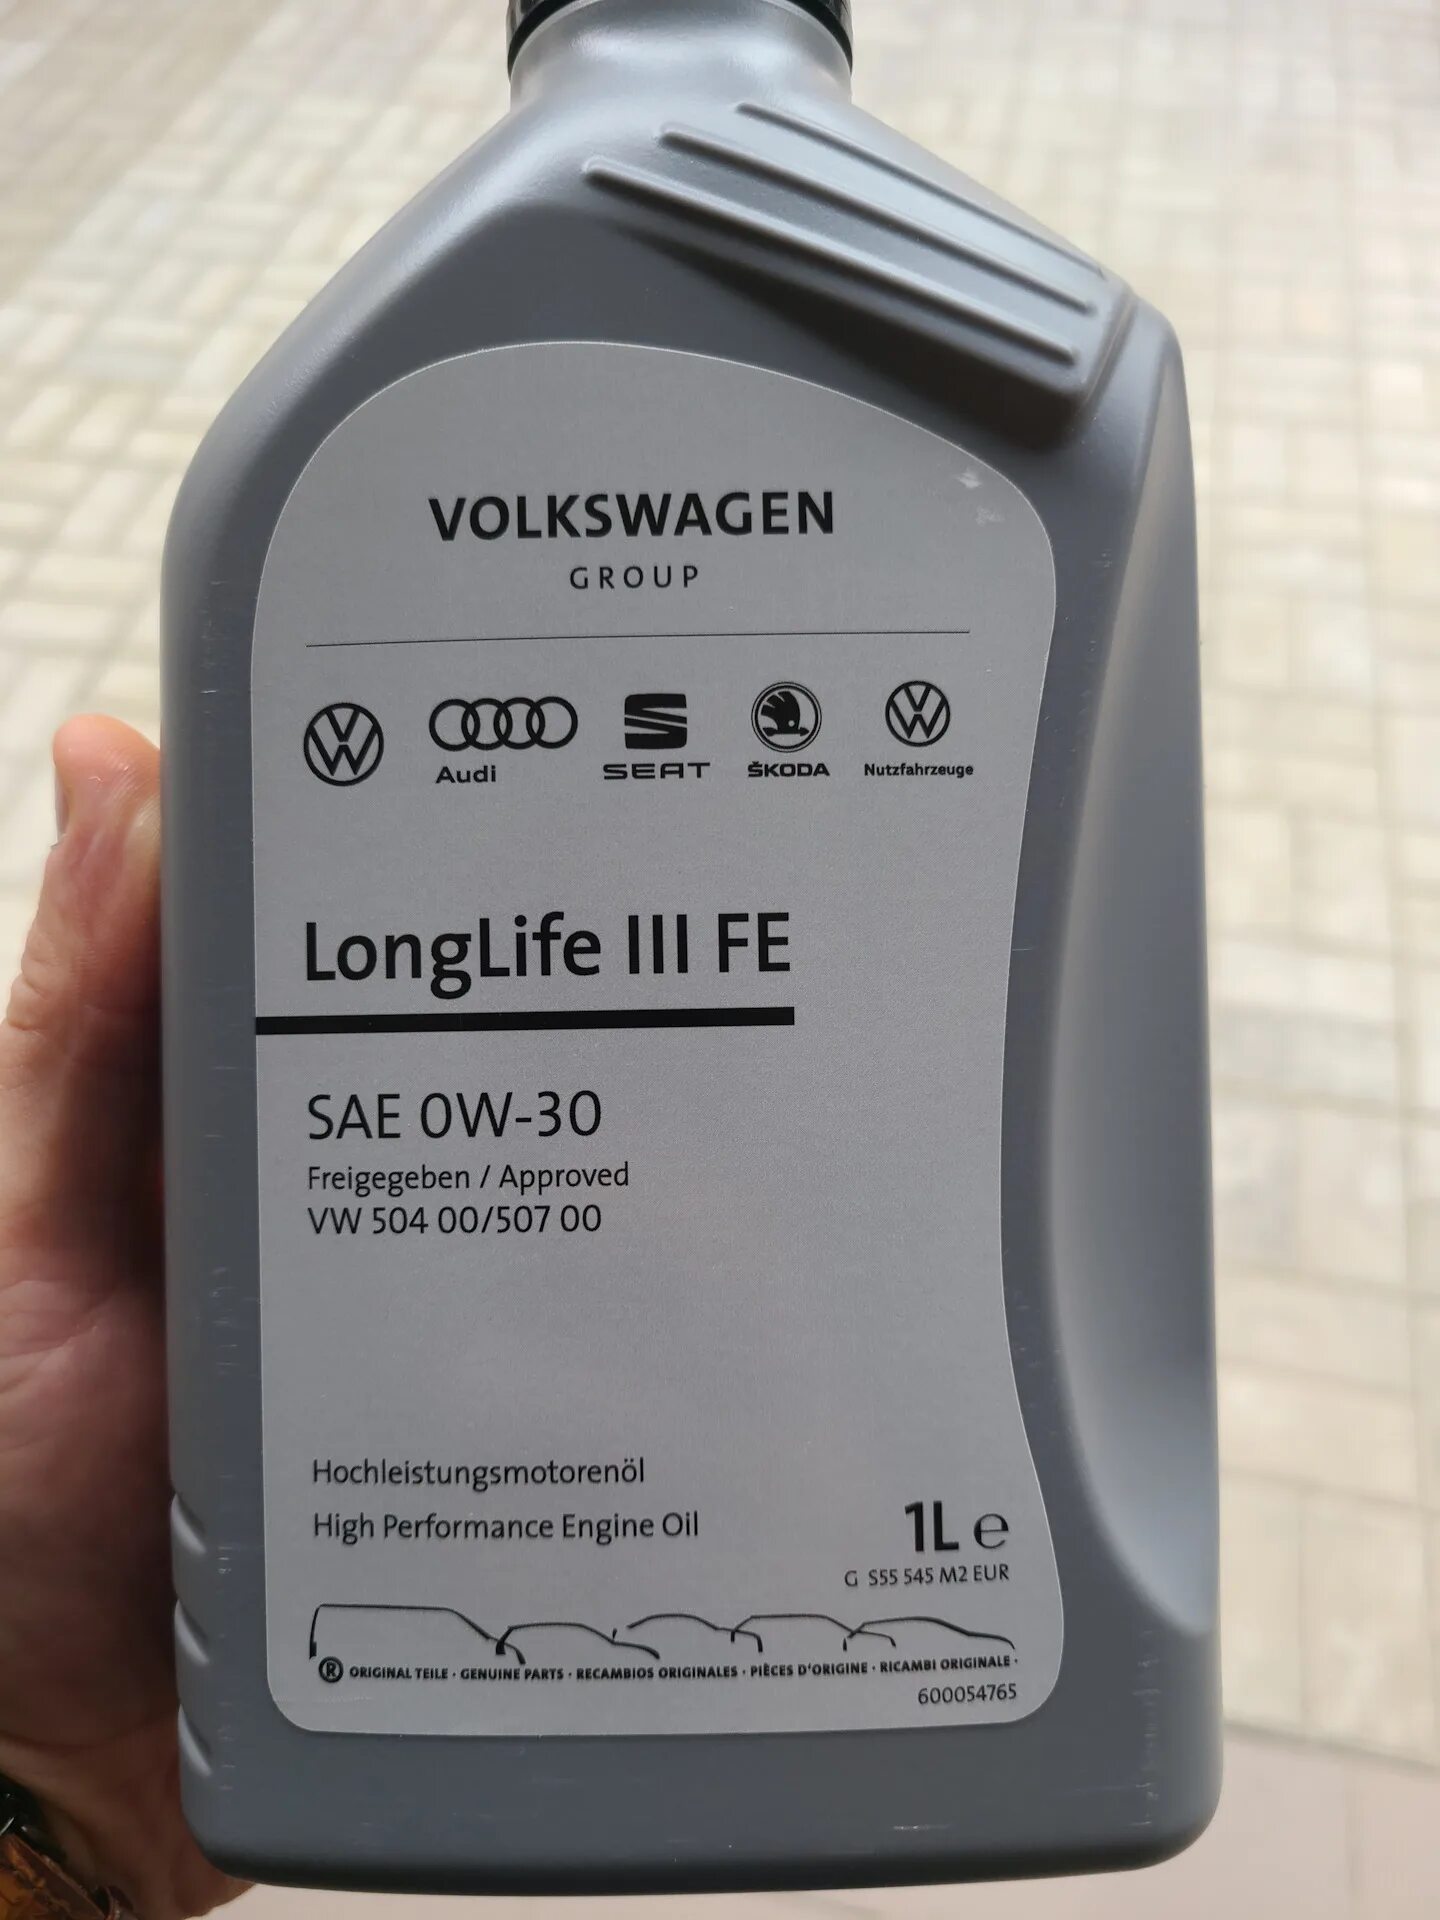 VOLKSWAGEN
GROUP
Audi SEAT ŠKODA Nutzfahrzeuge
LongLife III FE
SAE 0W-30
Freigegeben / Approved
VW 504 00/507 00
Hochleistungsmotorenöl
High Performance Engine Oil
1L ℮
G S55 545 M2 EUR
® ORIGINAL TEILE · GENUINE PARTS · RECAMBIOS ORIGINALES · PIÈCES D'ORIGINE · RICAMBI ORIGINALE ·
600054765